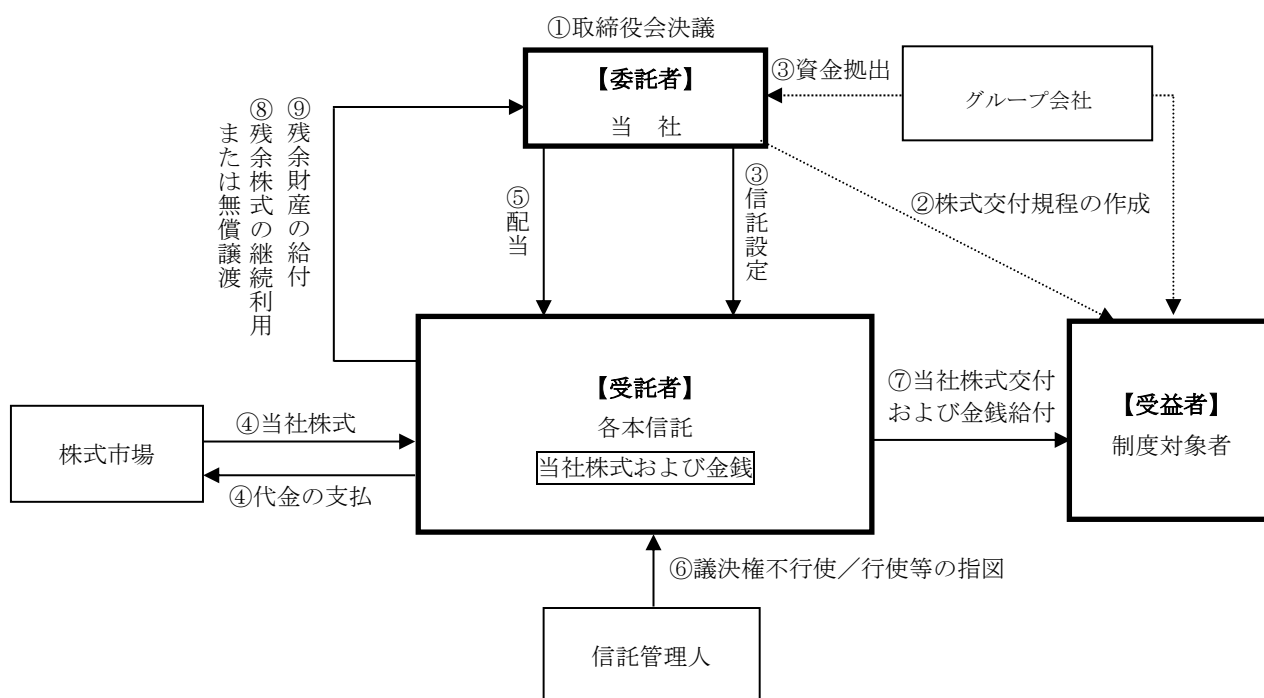 ①取締役会決議
【委託者】
当　社
③資金拠出
グループ会社
⑨残余財産の給付
⑧残余株式の継続利用
または無償譲渡
⑤配当
③信託設定
②株式交付規程の作成
【受託者】
各本信託
当社株式および金銭
⑦当社株式交付
および金銭給付
【受益者】
制度対象者
株式市場
④当社株式
④代金の支払
⑥議決権不行使／行使等の指図
信託管理人